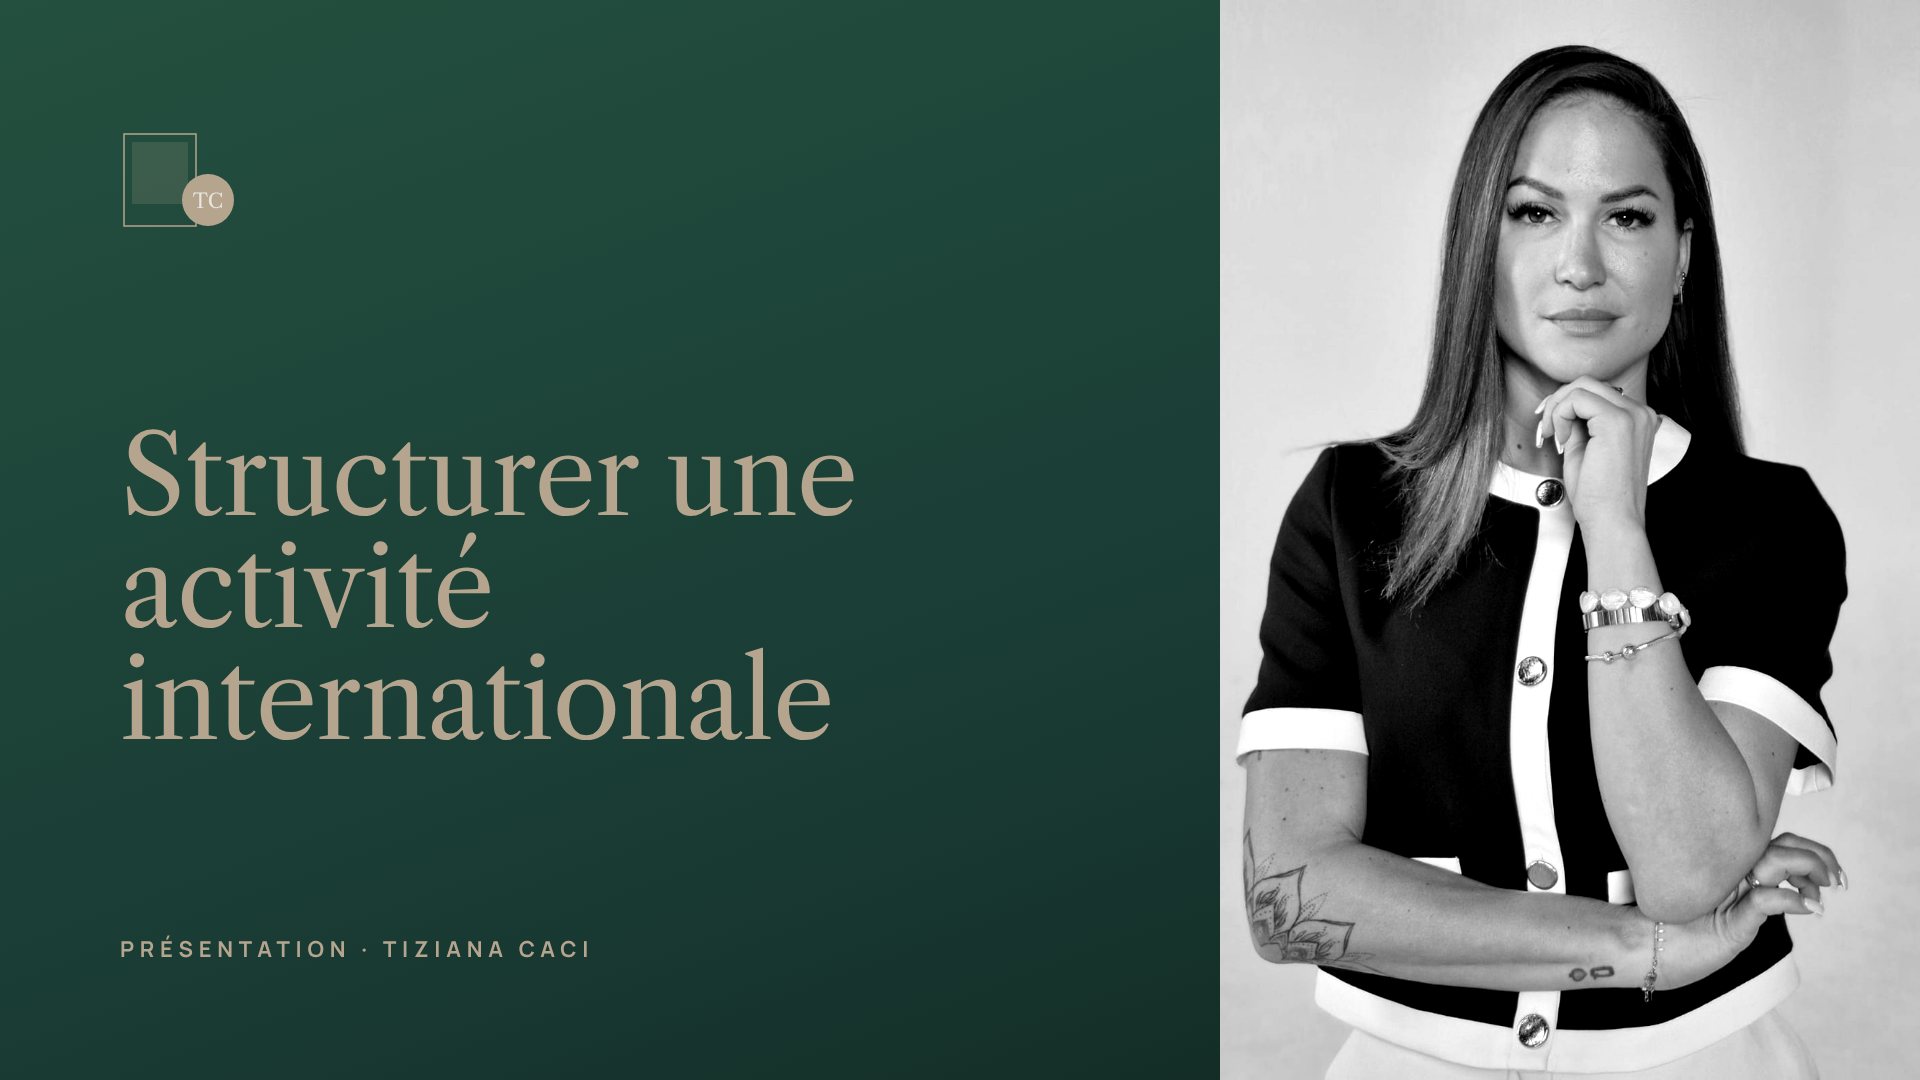 TC
Structurer une
activité
internationale
PRÉSENTATION · TIZIANA CACI